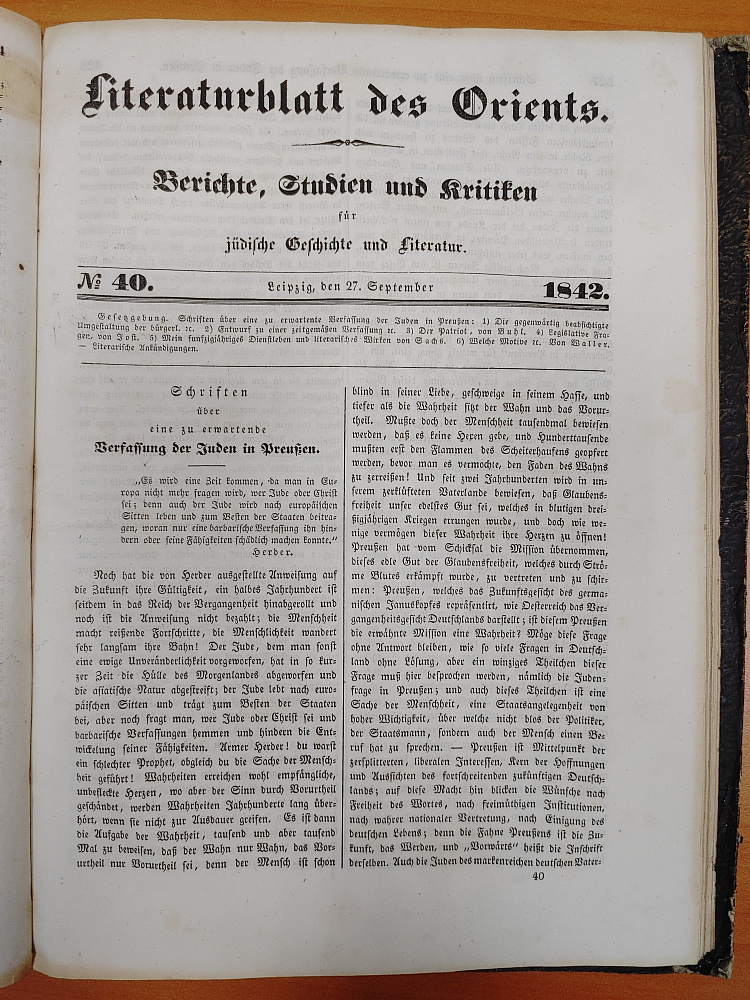 Literaturblatt des Orients.
Berichte, Studien und Kritiken
für
jüdische Geschichte und Literatur.
№ 40.
Leipzig, den 27. September
1842.
Gesetzgebung. Schriften über eine zu erwartente Verfassung der Juden in Preußen: 1) Die gegenwärtig beabsichtigte
Umgestaltung der bürgerl. ꝛc. 2) Entwurf zu einer zeitgemäßen Verfassung ꝛc. 3) Der Patriot, von Buhl. 4) Legislative Fra-
gen, von Jost. 5) Mein funfzigjähriges Dienstleben und literarisches Wirken von Sachs. 6) Welche Motive ꝛc. Von Waller.
— Literarische Ankündigungen.
Schriften
über
eine zu erwartende
Verfassung der Juden in Preußen.
„Es wird eine Zeit kommen, da man in Eu-
ropa nicht mehr fragen wird, wer Jude oder Christ
sei; denn auch der Jude wird nach europäischen
Sitten leben und zum Besten der Staaten beitra-
gen, woran nur eine barbarische Verfassung ihn hin-
dern oder seine Fähigkeiten schädlich machen konnte.“
Herder.
Noch hat die von Herder ausgestellte Anweisung auf
die Zukunft ihre Gültigkeit, ein halbes Jahrhundert ist
seitdem in das Reich der Vergangenheit hinabgerollt und
noch ist die Anweisung nicht bezahlt; die Menschheit
macht reißende Fortschritte, die Menschlichkeit wandert
sehr langsam ihre Bahn! Der Jude, dem man sonst
eine ewige Unveränderlichkeit vorgeworfen, hat in so kur-
zer Zeit die Hülle des Morgenlandes abgeworfen und
die asiatische Natur abgestreift; der Jude lebt nach euro-
päischen Sitten und trägt zum Besten der Staaten
bei, aber noch fragt man, wer Jude oder Christ sei und
barbarische Verfassungen hemmen und hindern die Ent-
wickelung seiner Fähigkeiten. Armer Herder! du warst
ein schlechter Prophet, obgleich du die Sache der Mensch-
heit geführt! Wahrheiten erreichen wohl empfängliche,
unbefleckte Herzen, wo aber der Sinn durch Vorurtheil
geschändet, werden Wahrheiten Jahrhunderte lang über-
hört, wenn sie nicht zur Ausdauer greifen. Es ist dann
die Aufgabe der Wahrheit, tausend und aber tausend
Mal zu beweisen, daß der Wahn nur Wahn, das Vor-
urtheil nur Vorurtheil sei, denn der Mensch ist schon
blind in seiner Liebe, geschweige in seinem Hasse, und
tiefer als die Wahrheit sitzt der Wahn und das Vorur-
theil. Mußte doch der Menschheit tausendmal bewiesen
werden, daß es keine Hexen gebe, und Hunderttausende
mußten erst den Flammen des Scheiterhaufens geopfert
werden, bevor man es vermochte, den Faden des Wahns
zu zerreißen! Und seit zwei Jahrhunderten wird in un-
serem zerklüfteten Vaterlande bewiesen, daß Glaubens-
freiheit unser edelstes Gut sei, welches in blutigen drei-
ßigjährigen Kriegen errungen wurde, und doch wie we-
nige vermögen dieser Wahrheit ihre Herzen zu öffnen!
Preußen hat vom Schicksal die Mission übernommen,
dieses edle Gut der Glaubensfreiheit, welches durch Strö-
me Blutes erkämpft wurde, zu vertreten und zu schir-
men: Preußen, welches das Zukunftsgesicht des germa-
nischen Januskopfes repräsentirt, wie Oesterreich das Ver-
gangenheitsgesicht Deutschlands darstellt; ist diesem Preußen
die erwähnte Mission eine Wahrheit? Möge diese Frage
ohne Antwort bleiben, wie so viele Fragen in Deutsch-
land ohne Lösung, aber ein winziges Theilchen dieser
Frage muß hier besprochen werden, nämlich die Juden-
frage in Preußen; und auch dieses Theilchen ist eine
Sache der Menschheit, eine Staatsangelegenheit von
hoher Wichtigkeit, über welche nicht blos der Politiker,
der Staatsmann, sondern auch der Mensch einen Be-
ruf hat zu sprechen. — Preußen ist Mittelpunkt der
zersplitterten, liberalen Interessen, Kern der Hoffnungen
und Aussichten des fortschreitenden zukünftigen Deutsch-
lands; auf diese Macht hin blicken die Wünsche nach
Freiheit des Wortes, nach freimüthigen Institutionen,
nach wahrer nationaler Vertretung, nach Einigung des
deutschen Lebens; denn die Fahne Preußens ist die Zu-
kunft, das Werden, und „Vorwärts“ heißt die Inschrift
derselben. Auch die Juden des markenreichen deutschen Vater-
40